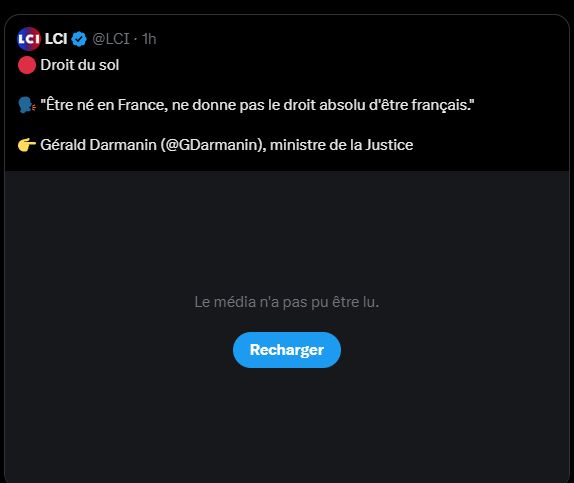 LCI LCI @LCI · 1h
Droit du sol
"Être né en France, ne donne pas le droit absolu d'être français."
Gérald Darmanin (@GDarmanin), ministre de la Justice
Le média n'a pas pu être lu.
Recharger